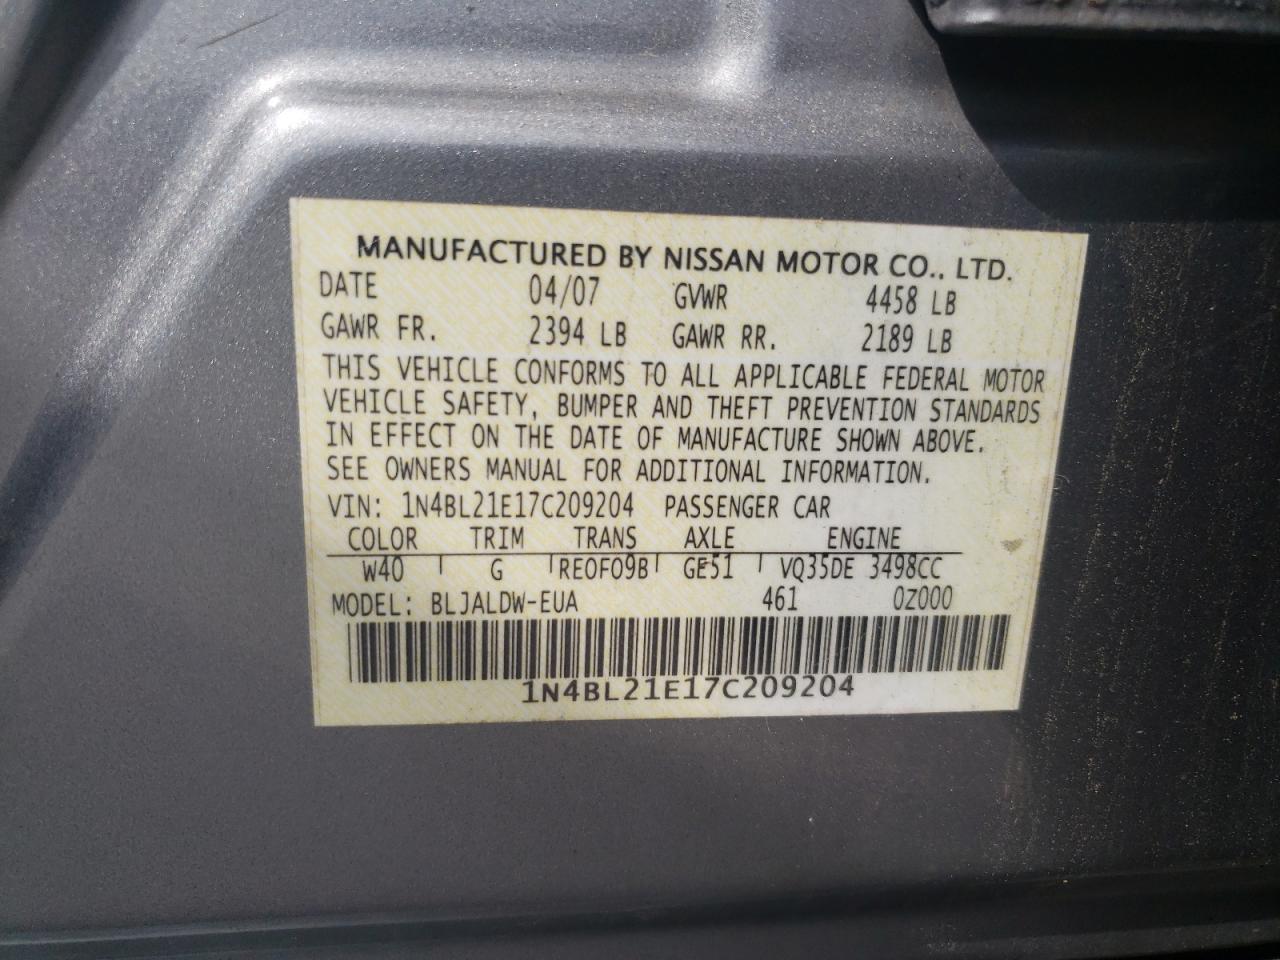 MANUFACTURED BY NISSAN MOTOR CO., LTD.
DATE 04/07 GVWR 4458 LB
GAWR FR. 2394 LB GAWR RR. 2189 LB
THIS VEHICLE CONFORMS TO ALL APPLICABLE FEDERAL MOTOR
VEHICLE SAFETY, BUMPER AND THEFT PREVENTION STANDARDS
IN EFFECT ON THE DATE OF MANUFACTURE SHOWN ABOVE.
SEE OWNERS MANUAL FOR ADDITIONAL INFORMATION.
VIN: 1N4BL21E17C209204 PASSENGER CAR
COLOR TRIM TRANS AXLE ENGINE
W40 G REOFO9B GE51 VQ35DE 3498CC
MODEL: BLJALDW-EUA 461 0Z000
1N4BL21E17C209204